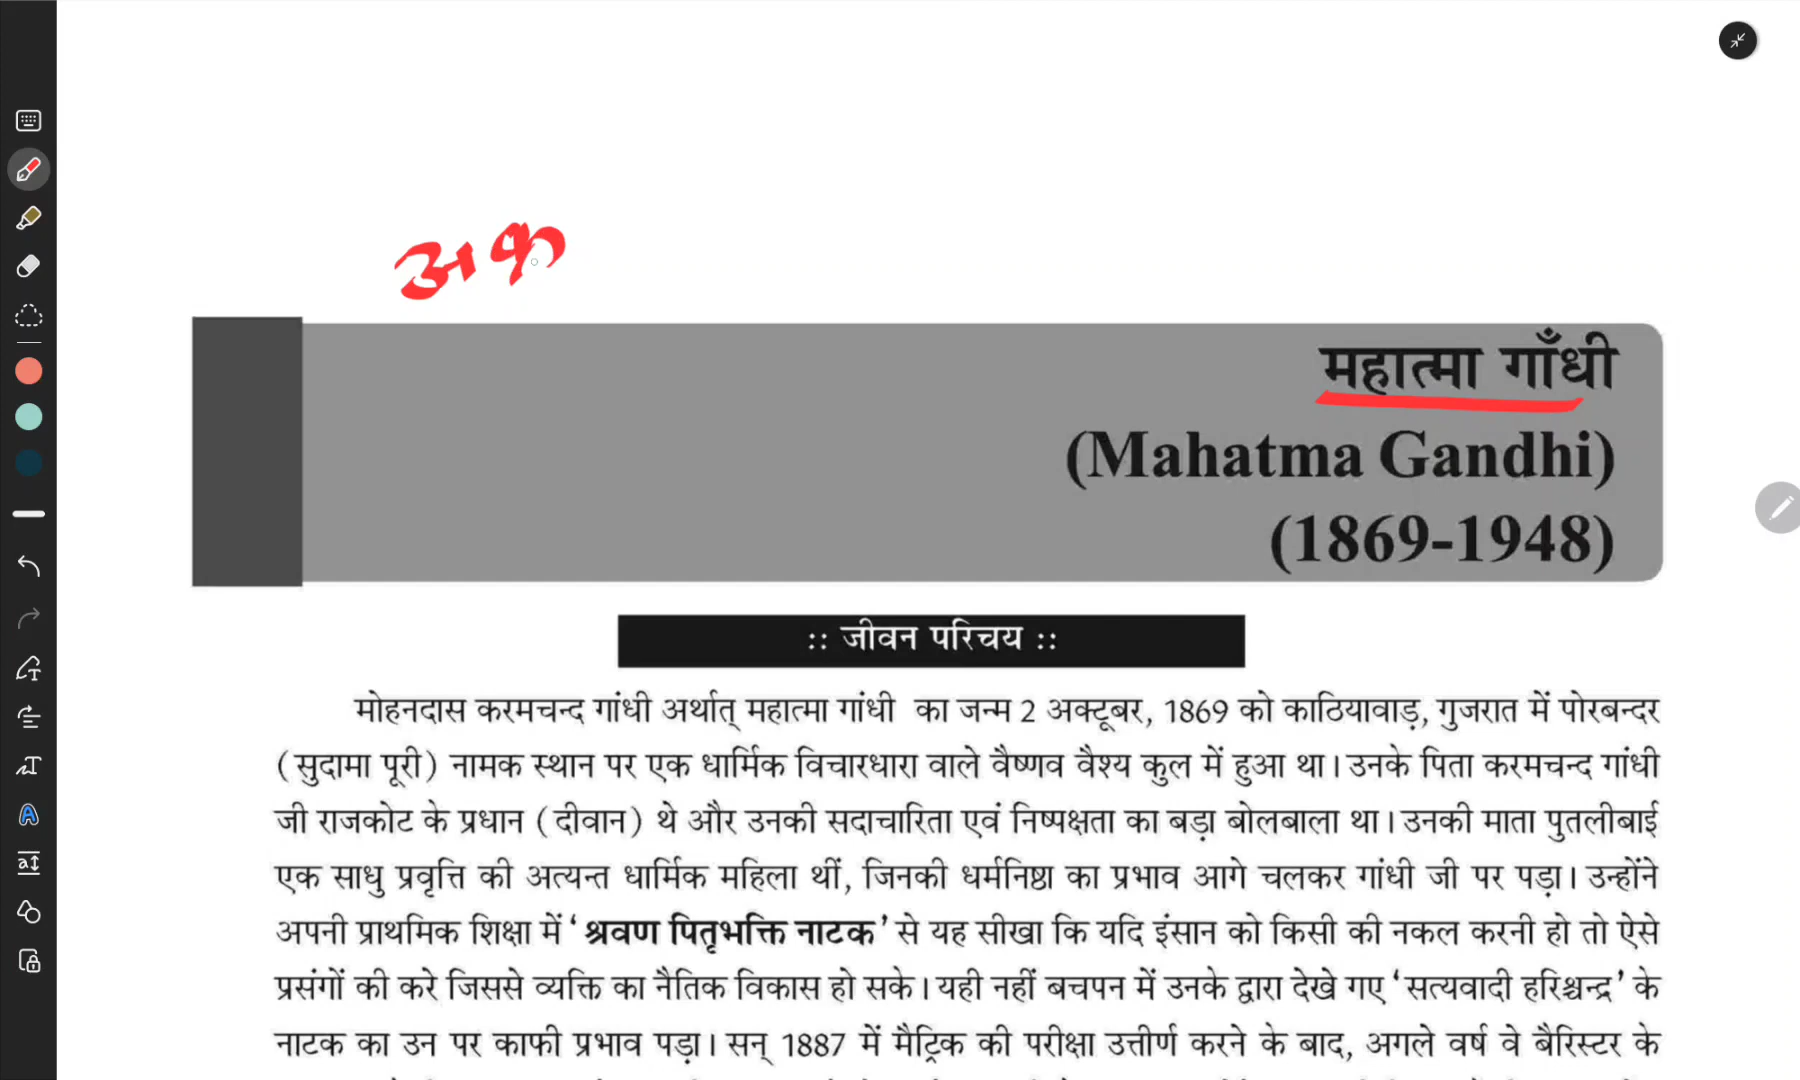 अक
महात्मा गाँधी
(Mahatma Gandhi)
(1869-1948)
:: जीवन परिचय ::
मोहनदास करमचन्द गांधी अर्थात् महात्मा गांधी का जन्म 2 अक्टूबर, 1869 को काठियावाड़, गुजरात में पोरबन्दर
(सुदामा पूरी) नामक स्थान पर एक धार्मिक विचारधारा वाले वैष्णव वैश्य कुल में हुआ था। उनके पिता करमचन्द गांधी
जी राजकोट के प्रधान (दीवान) थे और उनकी सदाचारिता एवं निष्पक्षता का बड़ा बोलबाला था। उनकी माता पुतलीबाई
एक साधु प्रवृत्ति की अत्यन्त धार्मिक महिला थीं, जिनकी धर्मनिष्ठा का प्रभाव आगे चलकर गांधी जी पर पड़ा। उन्होंने
अपनी प्राथमिक शिक्षा में ‘श्रवण पितृभक्ति नाटक’ से यह सीखा कि यदि इंसान को किसी की नकल करनी हो तो ऐसे
प्रसंगों की करे जिससे व्यक्ति का नैतिक विकास हो सके। यही नहीं बचपन में उनके द्वारा देखे गए ‘सत्यवादी हरिश्चन्द्र’ के
नाटक का उन पर काफी प्रभाव पड़ा। सन् 1887 में मैट्रिक की परीक्षा उत्तीर्ण करने के बाद, अगले वर्ष वे बैरिस्टर के